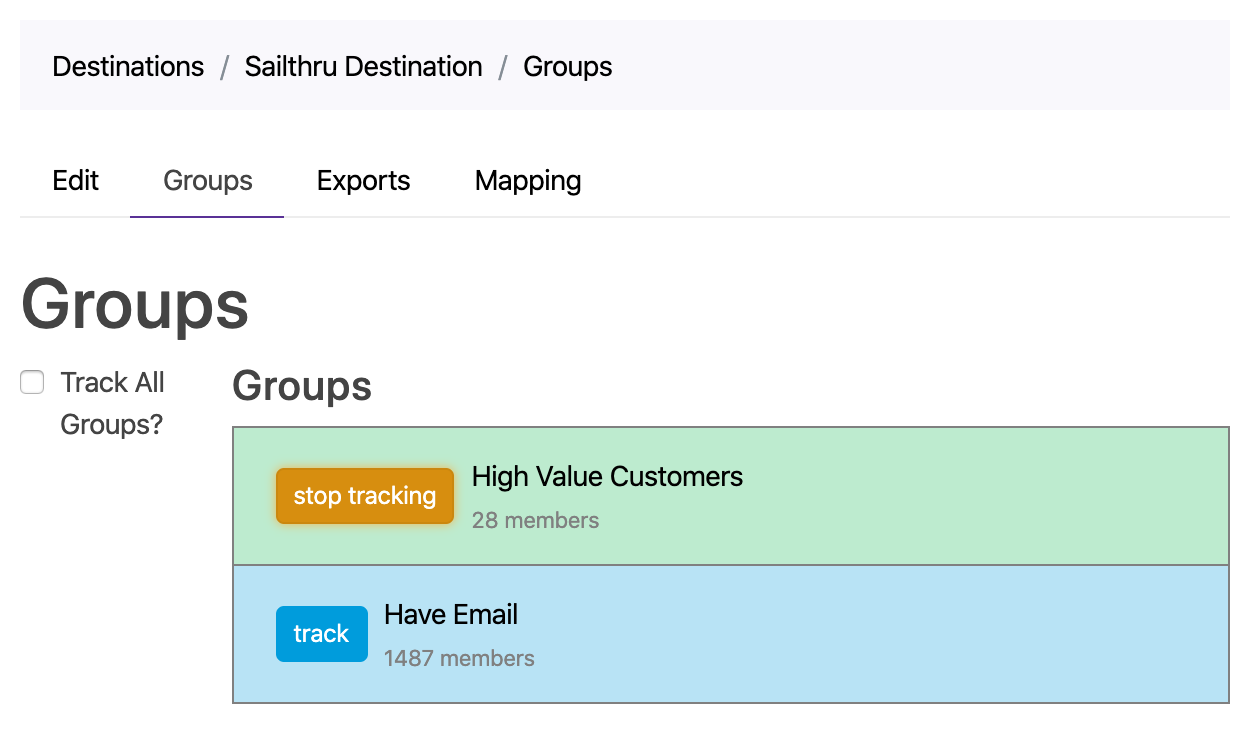 Destinations / Sailthru Destination / Groups
Edit Groups Exports Mapping
Groups
Track All
Groups?
Groups
stop tracking
High Value Customers
28 members
track
Have Email
1487 members